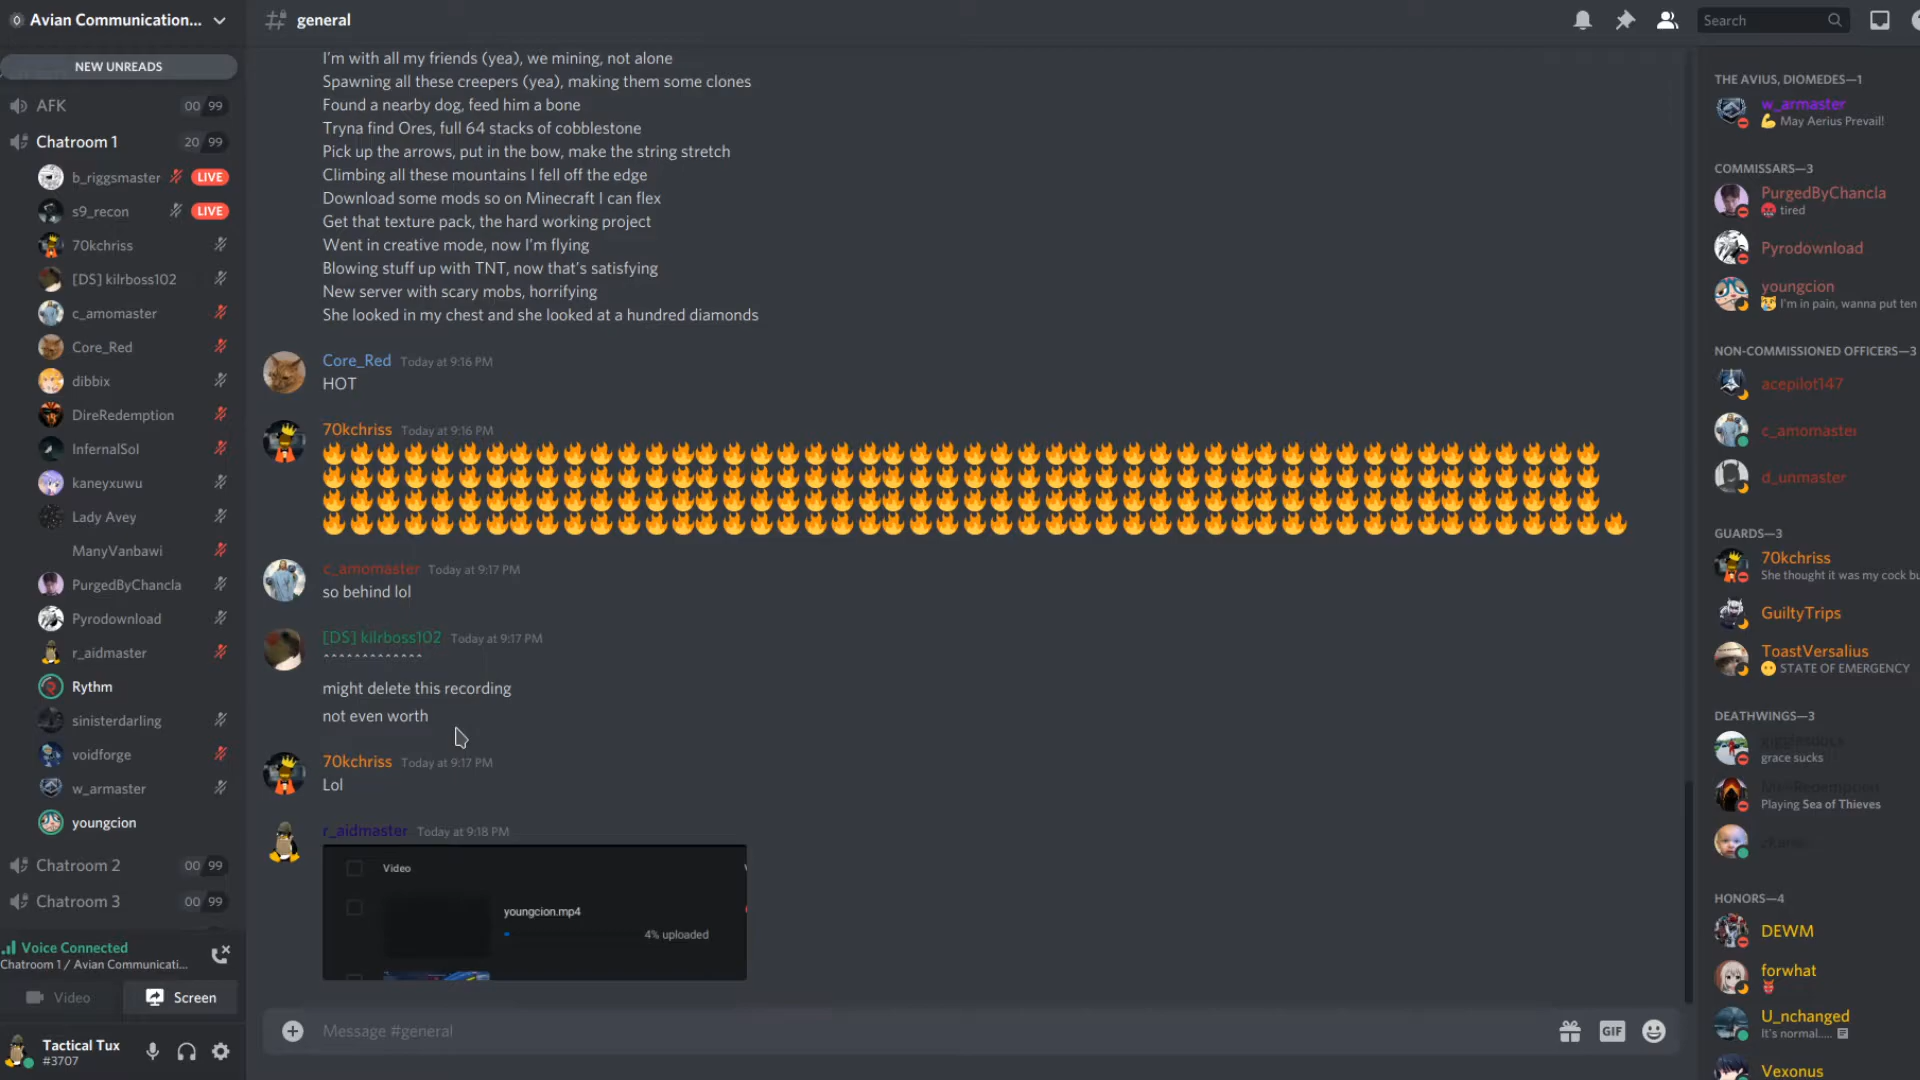 Avian Communication...
NEW UNREADS
AFK
00 99
Chatroom 1
20 99
b_riggsmaster
LIVE
s9_recon
LIVE
70kchriss
[DS] kilrboss102
c_amomaster
Core_Red
dibbix
DireRedemption
InfernalSol
kaneyxuwu
Lady Avey
ManyVanbawi
PurgedByChancla
Pyrodownload
r_aidmaster
Rythm
sinisterdarling
voidforge
w_armaster
youngcion
Chatroom 2
00 99
Chatroom 3
00 99
Voice Connected
Chatroom 1 / Avian Communicati...
Video
Screen
Tactical Tux
#3707
general
Search
I'm with all my friends (yea), we mining, not alone
Spawning all these creepers (yea), making them some clones
Found a nearby dog, feed him a bone
Tryna find Ores, full 64 stacks of cobblestone
Pick up the arrows, put in the bow, make the string stretch
Climbing all these mountains I fell off the edge
Download some mods so on Minecraft I can flex
Get that texture pack, the hard working project
Went in creative mode, now I'm flying
Blowing stuff up with TNT, now that's satisfying
New server with scary mobs, horrifying
She looked in my chest and she looked at a hundred diamonds
Core_Red Today at 9:16 PM
HOT
70kchriss Today at 9:16 PM
c_amomaster Today at 9:17 PM
so behind lol
[DS] kilrboss102 Today at 9:17 PM
^^^^^^^^^^^^^
might delete this recording
not even worth
70kchriss Today at 9:17 PM
Lol
r_aidmaster Today at 9:18 PM
Video
youngcion.mp4
4% uploaded
Message #general
GIF
THE AVIUS, DIOMEDES—1
w_armaster
May Aerius Prevail!
COMMISSARS—3
PurgedByChancla
tired
Pyrodownload
youngcion
I'm in pain, wanna put ten
NON-COMMISSIONED OFFICERS—3
acepilot147
c_amomaster
d_unmaster
GUARDS—3
70kchriss
She thought it was my cock bu
GuiltyTrips
ToastVersalius
STATE OF EMERGENCY
DEATHWINGS—3
grace sucks
Playing Sea of Thieves
HONORS—4
DEWM
forwhat
U_nchanged
It's normal.....
Vexonus